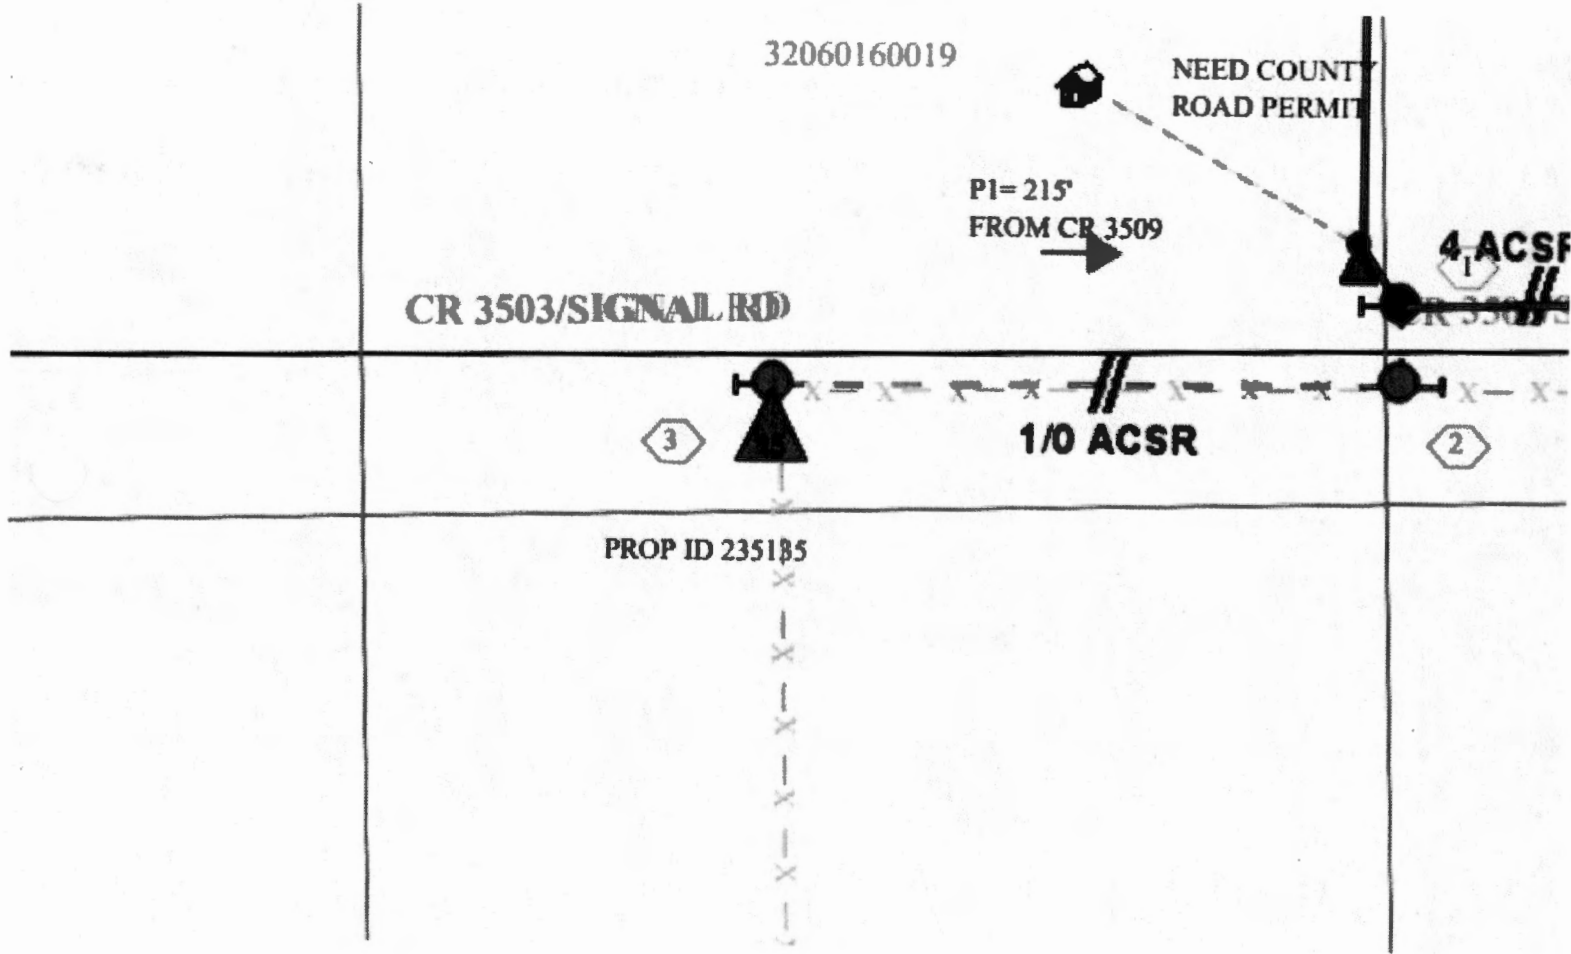 32060160019
NEED COUNTY
ROAD PERMIT
P1= 215'
FROM CR 3509
4 ACSR
1
CR 3503/SIGNAL RD
3
1/0 ACSR
2
PROP ID 235185